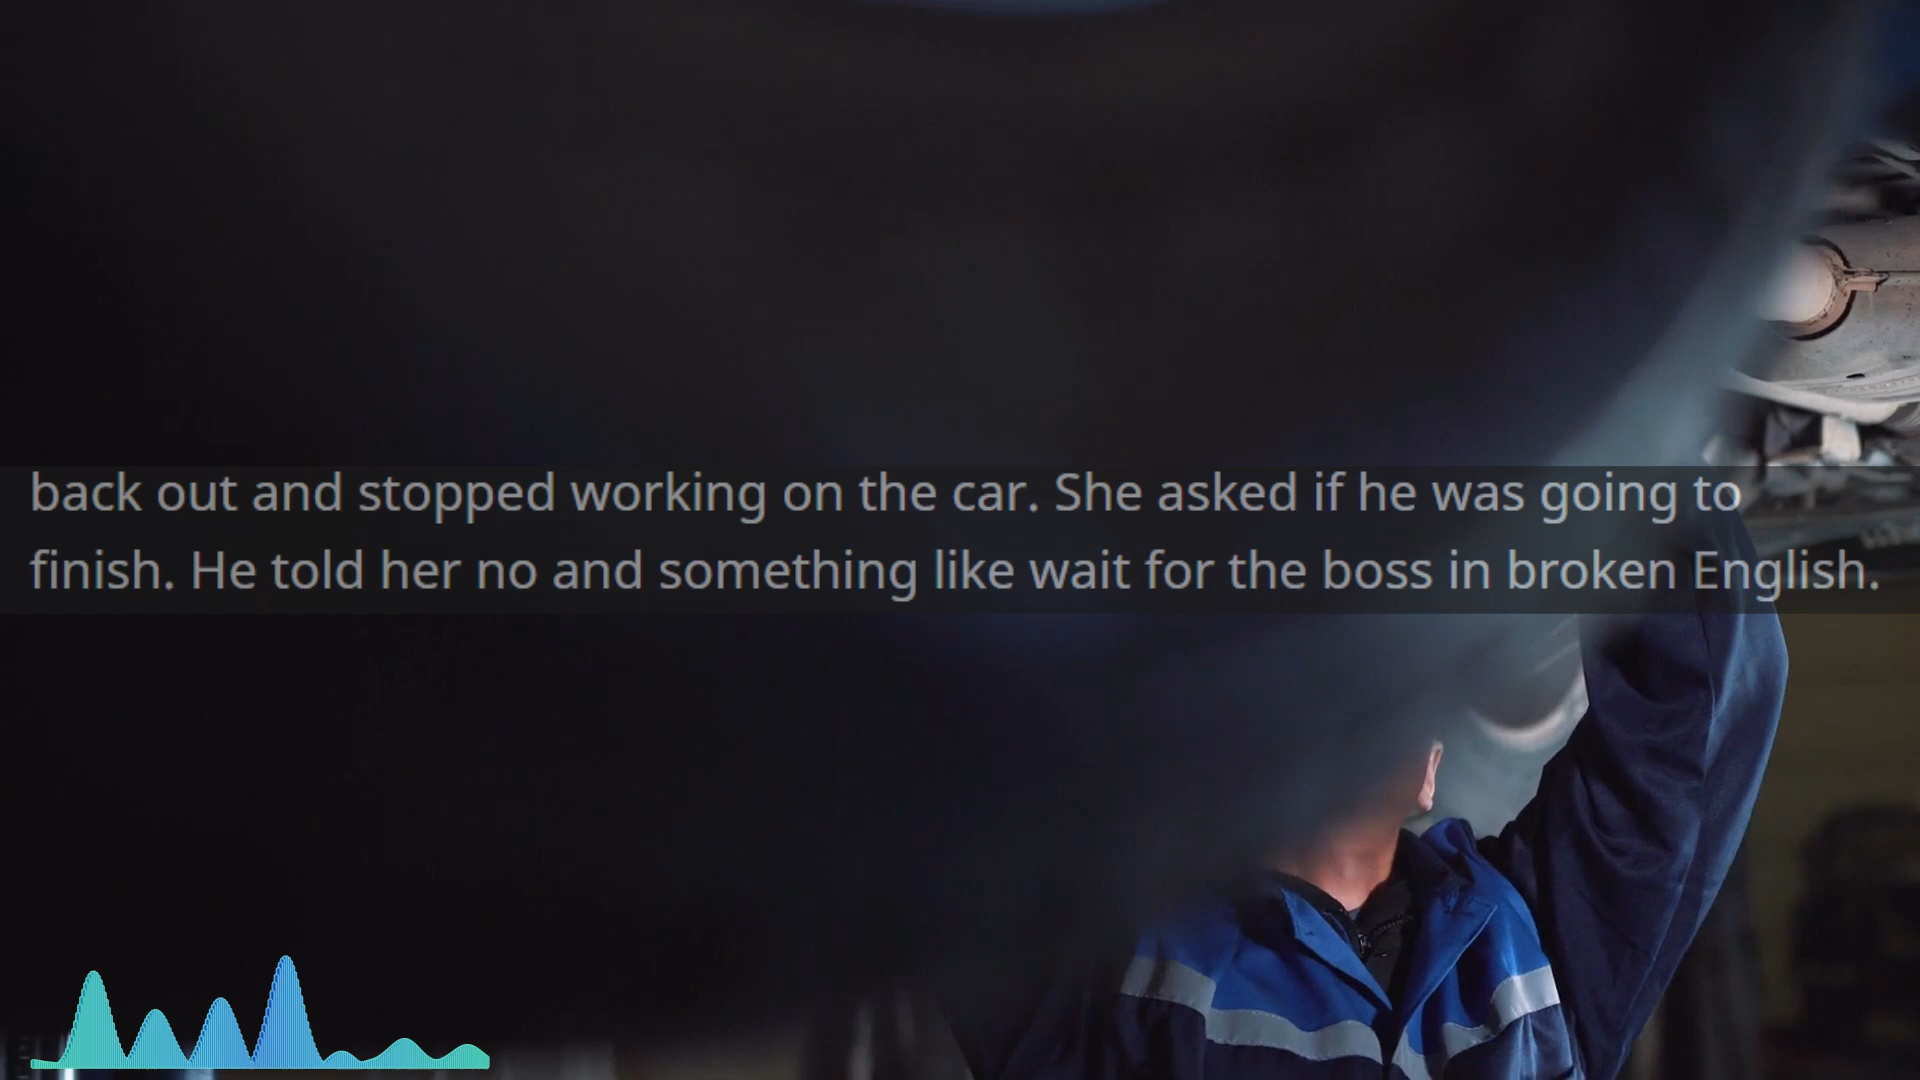 back out and stopped working on the car. She asked if he was going to
finish. He told her no and something like wait for the boss in broken English.